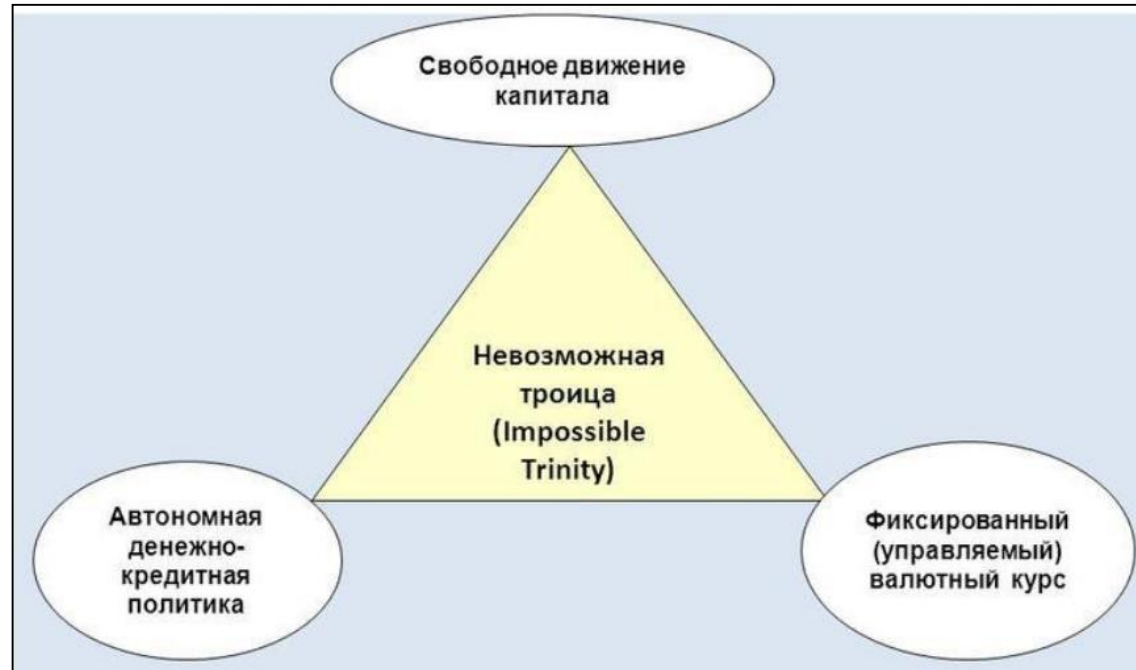 Свободное движение
капитала
Невозможная
троица
(Impossible
Trinity)
Автономная
денежно-
кредитная
политика
Фиксированный
(управляемый)
валютный курс